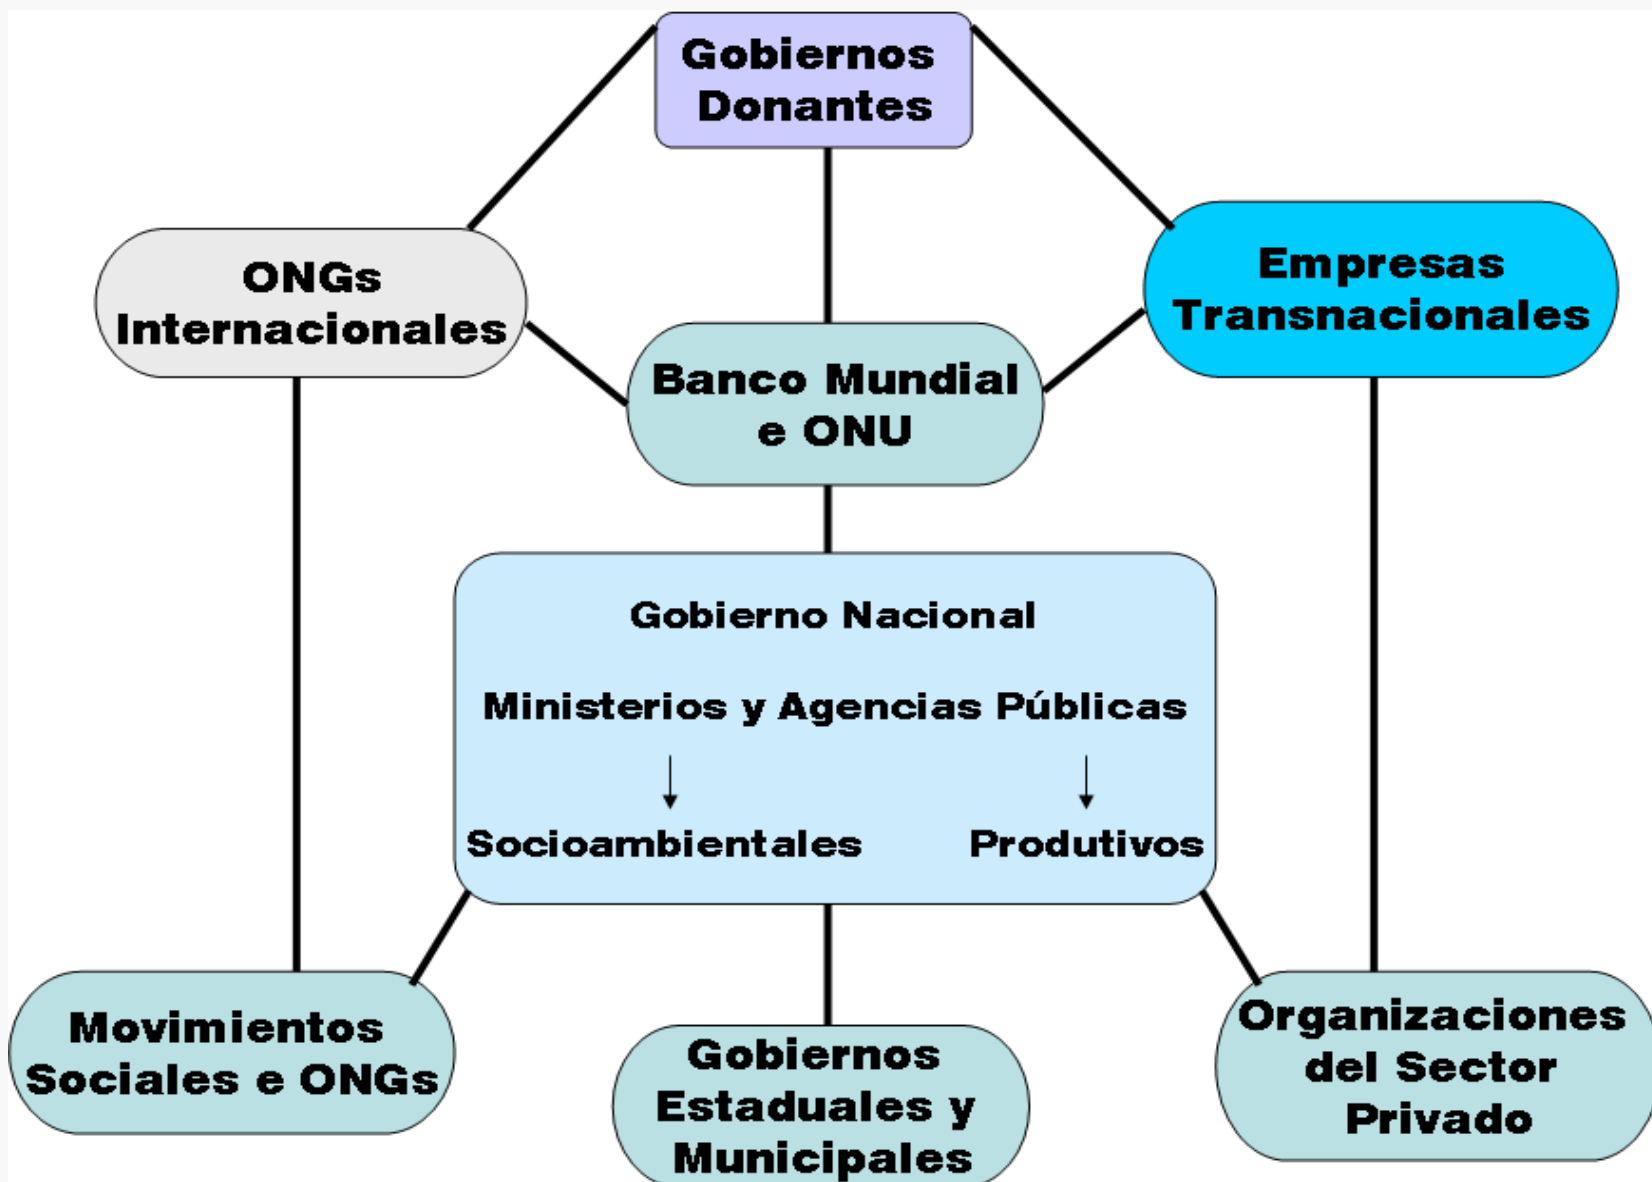 Gobiernos
Donantes
ONGs
Internacionales
Empresas
Transnacionales
Banco Mundial
e ONU
Gobierno Nacional
Ministerios y Agencias Públicas
Socioambientales
Produtivos
Movimientos
Sociales e ONGs
Gobiernos
Estaduales y
Municipales
Organizaciones
del Sector
Privado